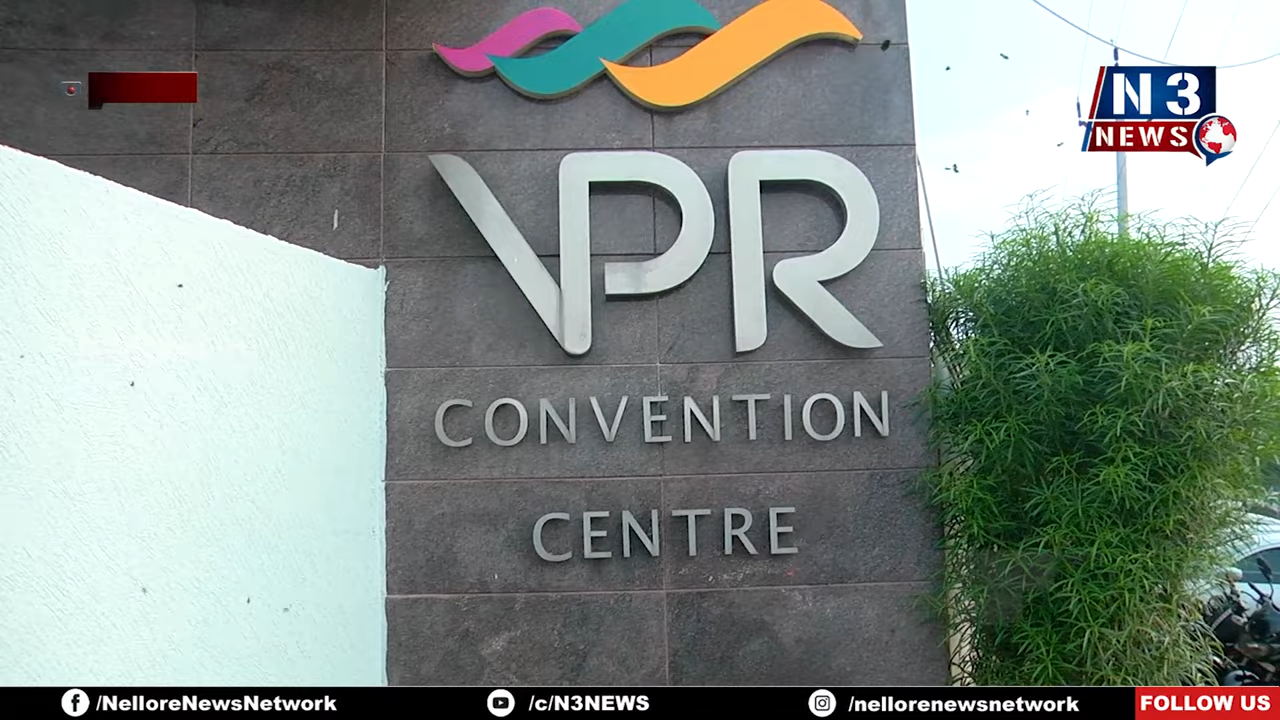 N3
NEWS
VPR
CONVENTION
CENTRE
/NelloreNewsNetwork
/c/N3NEWS
/nellorenewsnetwork
FOLLOW US